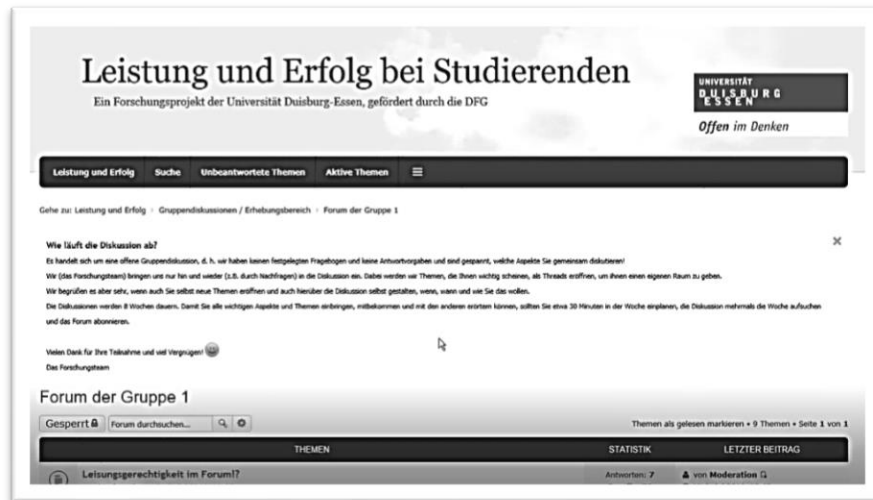 Leistung und Erfolg bei Studierenden
Ein Forschungsprojekt der Universität Duisburg-Essen, gefördert durch die DFG
UNIVERSITÄT
DUISBURG
ESSEN
Offen im Denken
Leistung und Erfolg Suche Unbeantwortete Themen Aktive Themen
Gehe zu: Leistung und Erfolg › Gruppendiskussionen / Erhebungsbereich › Forum der Gruppe 1
Wie läuft die Diskussion ab?
Es handelt sich um eine offene Gruppendiskussion, d. h. wir haben keinen festgelegten Fragebogen und keine Antwortvorgaben und sind gespannt, welche Aspekte Sie gemeinsam diskutieren!
Wir (das Forschungsteam) bringen uns nur hin und wieder (z.B. durch Nachfragen) in die Diskussion ein. Dabei werden wir Themen, die Ihnen wichtig scheinen, als Threads eröffnen, um ihnen einen eigenen Raum zu geben.
Wir begrüßen es aber sehr, wenn auch Sie selbst neue Themen eröffnen und auch hierüber die Diskussion selbst gestalten, wenn, wann und wie Sie das wollen.
Die Diskussionen werden 8 Wochen dauern. Damit Sie alle wichtigen Aspekte und Themen einbringen, mitbekommen und mit den anderen erörtern können, sollten Sie etwa 30 Minuten in der Woche einplanen, die Diskussion mehrmals die Woche aufsuchen
und das Forum abonnieren.
Vielen Dank für Ihre Teilnahme und viel Vergnügen!
Das Forschungsteam
Forum der Gruppe 1
Gesperrt Forum durchsuchen... Themen als gelesen markieren • 9 Themen • Seite 1 von 1
THEMEN STATISTIK LETZTER BEITRAG
Leisungsgerechtigkeit im Forum!? Antworten: 7 von Moderation